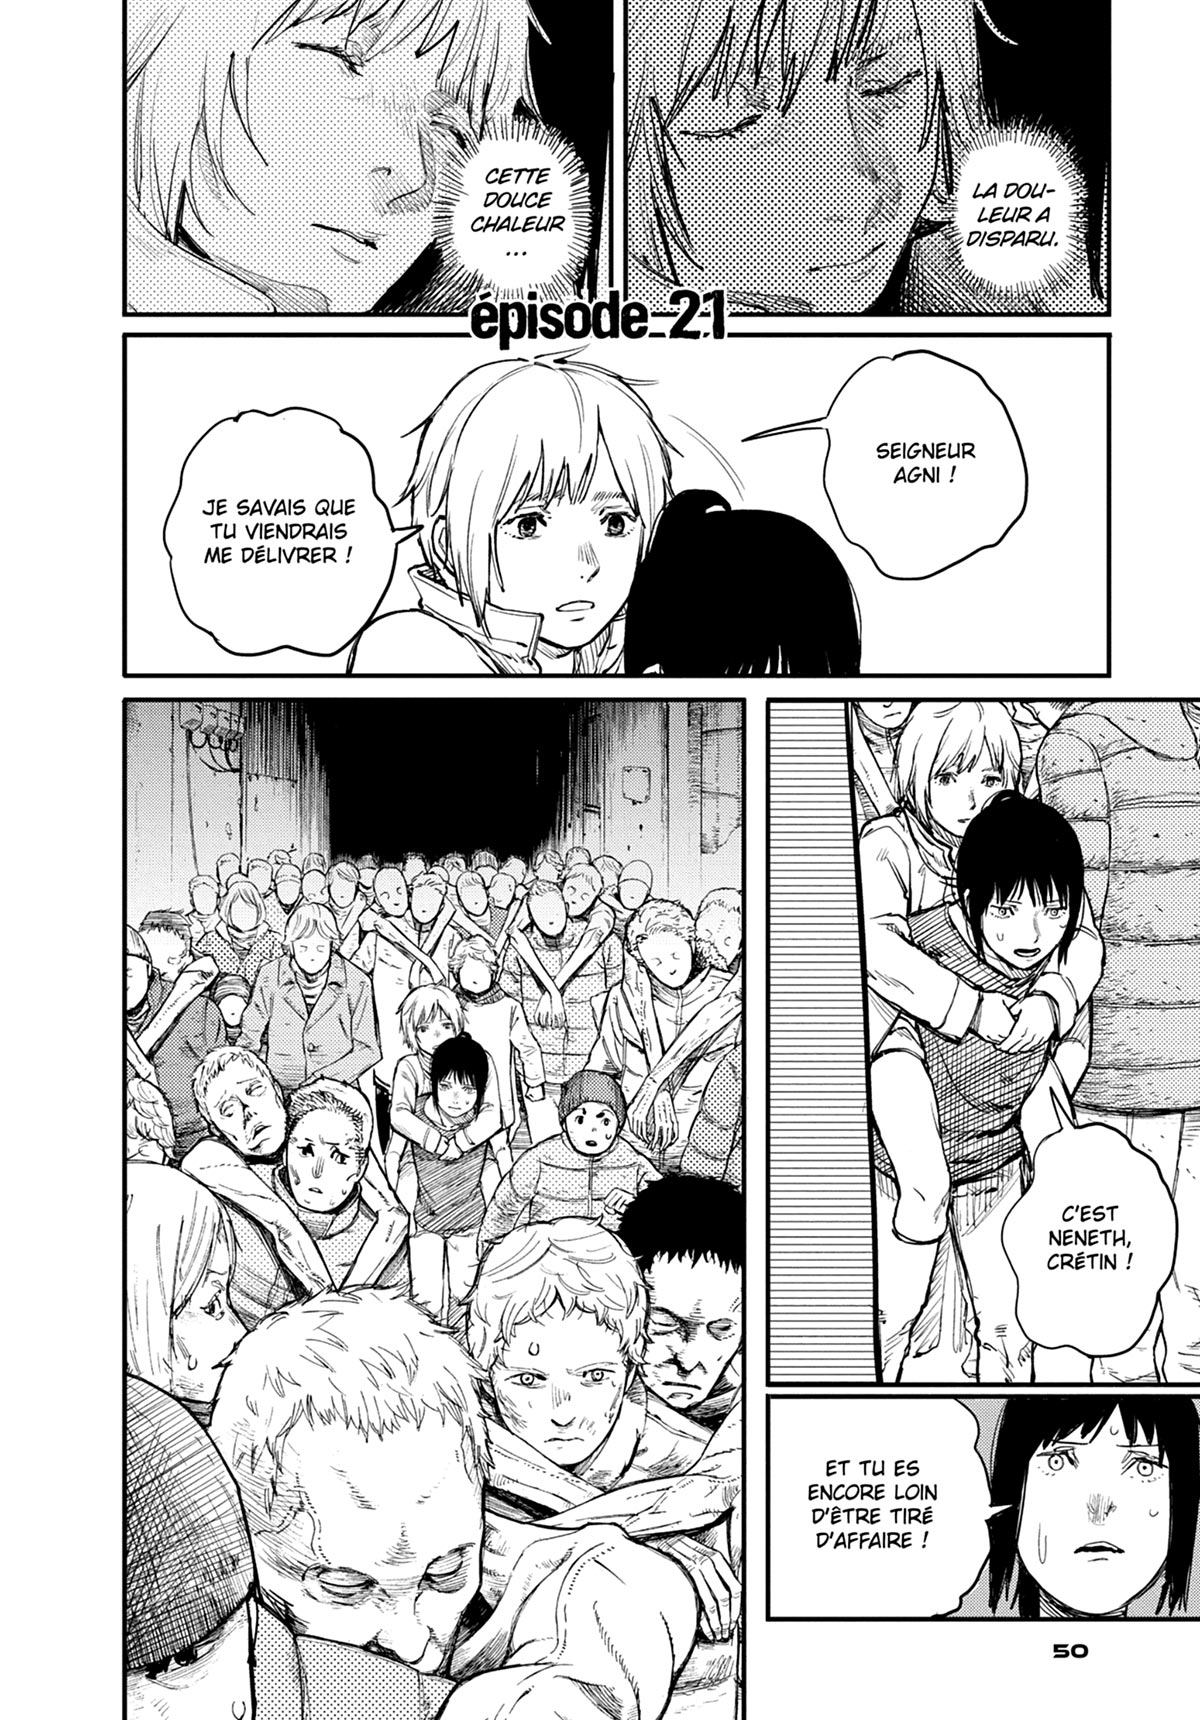 LA DOU-
LEUR A
DISPARU.
CETTE
DOUCE
CHALEUR
...
épisode_21
SEIGNEUR
AGNI !
JE SAVAIS QUE
TU VIENDRAIS
ME DÉLIVRER !
C'EST
NENETH,
CRÉTIN !
ET TU ES
ENCORE LOIN
D'ÊTRE TIRÉ
D'AFFAIRE !
50